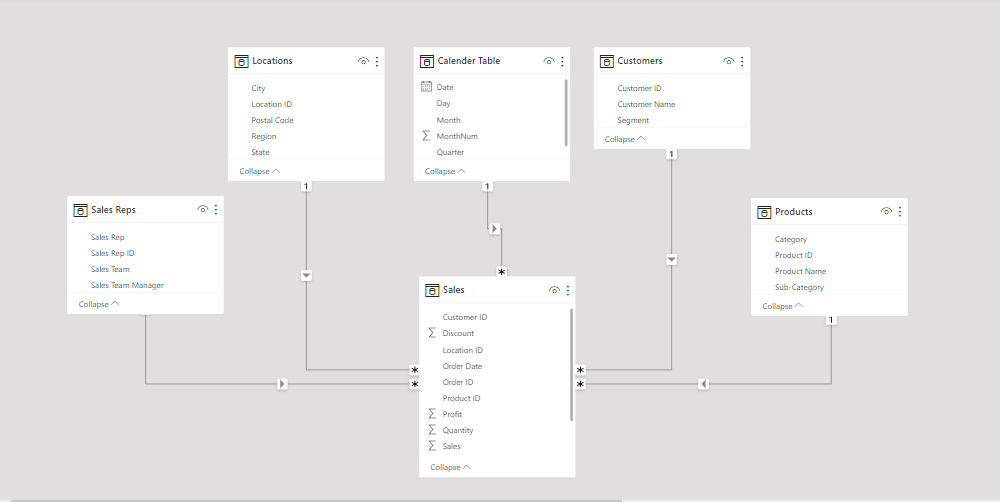 Locations
City
Location ID
Postal Code
Region
State
Collapse
1
Calender Table
Date
Day
Month
MonthNum
Quarter
Collapse
1
Customers
Customer ID
Customer Name
Segment
Collapse
1
Sales Reps
Sales Rep
Sales Rep ID
Sales Team
Sales Team Manager
Collapse
Products
Category
Product ID
Product Name
Sub-Category
Collapse
1
*
Sales
Customer ID
Discount
Location ID
Order Date
Order ID
Product ID
Profit
Quantity
Sales
Collapse
*
*
*
*